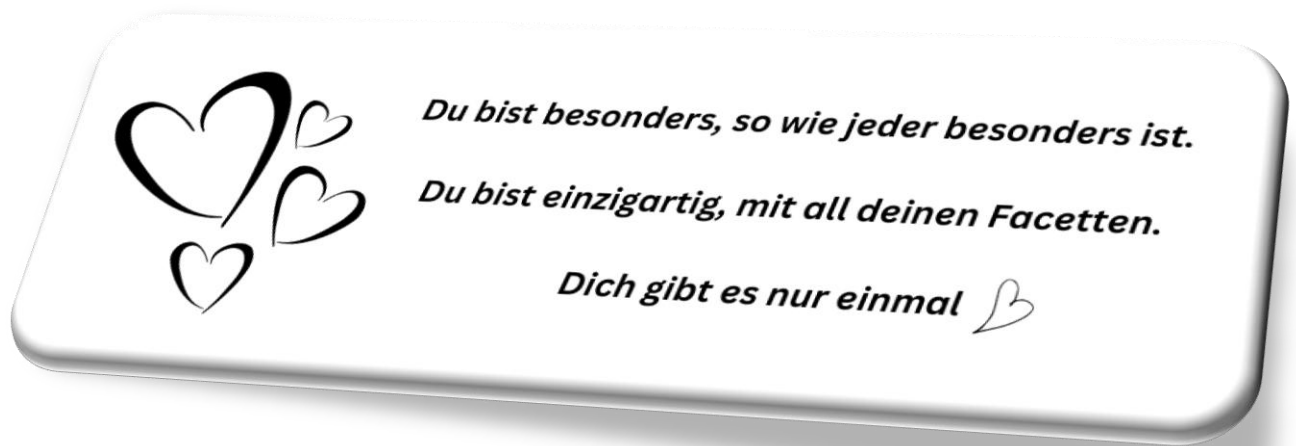 Du bist besonders, so wie jeder besonders ist.
Du bist einzigartig, mit all deinen Facetten.
Dich gibt es nur einmal